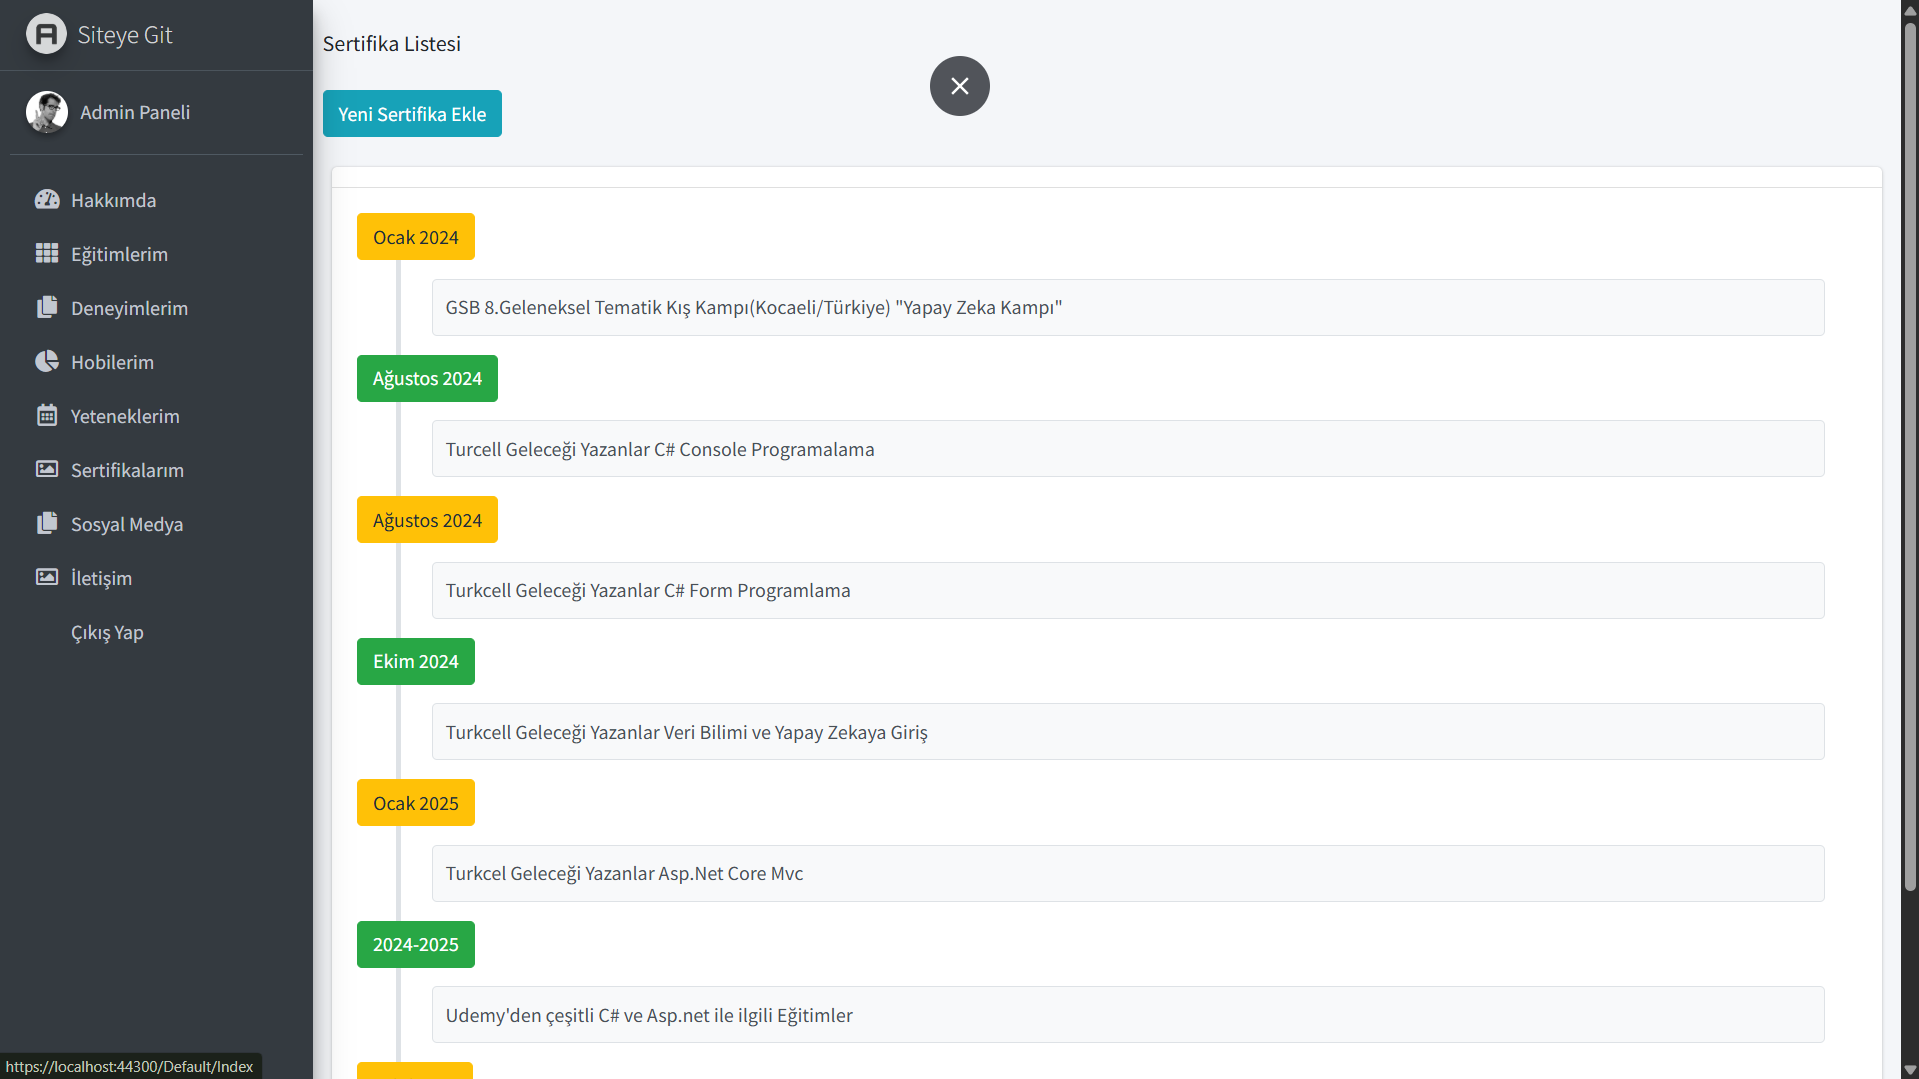 Siteye Git
Admin Paneli
Hakkımda
Eğitimlerim
Deneyimlerim
Hobilerim
Yeteneklerim
Sertifikalarım
Sosyal Medya
İletişim
Çıkış Yap
Sertifika Listesi
Yeni Sertifika Ekle
Ocak 2024
GSB 8.Geleneksel Tematik Kış Kampı(Kocaeli/Türkiye) "Yapay Zeka Kampı"
Ağustos 2024
Turcell Geleceği Yazanlar C# Console Programalama
Ağustos 2024
Turkcell Geleceği Yazanlar C# Form Programlama
Ekim 2024
Turkcell Geleceği Yazanlar Veri Bilimi ve Yapay Zekaya Giriş
Ocak 2025
Turkcel Geleceği Yazanlar Asp.Net Core Mvc
2024-2025
Udemy'den çeşitli C# ve Asp.net ile ilgili Eğitimler
https://localhost:44300/Default/Index